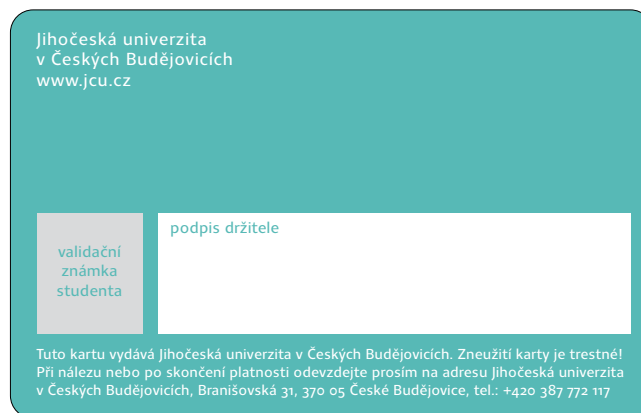 Jihočeská univerzita
v Českých Budějovicích
www.jcu.cz
podpis držitele
validační
známka
studenta
Tuto kartu vydává Jihočeská univerzita v Českých Budějovicích. Zneužití karty je trestné!
Při nálezu nebo po skončení platnosti odevzdejte prosím na adresu Jihočeská univerzita
v Českých Budějovicích, Branišovská 31, 370 05 České Budějovice, tel.: +420 387 772 117